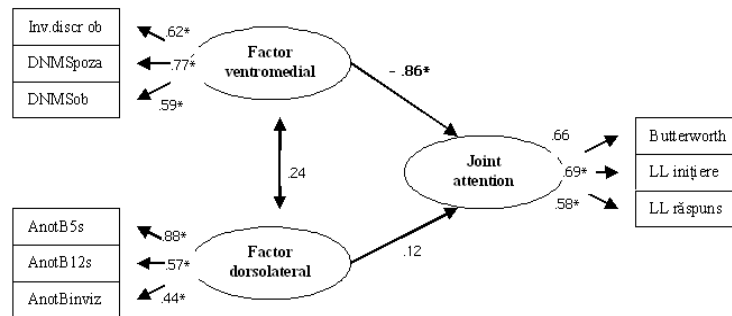 Inv.discr ob
DNMSpoza
DNMSob
.62*
.77*
.59*
Factor
ventromedial
- .86*
.24
Joint
attention
.66
.69*
.58*
Butterworth
LL inițiere
LL răspuns
AnotB5s
AnotB12s
AnotBinviz
.88*
.57*
.44*
Factor
dorsolateral
.12